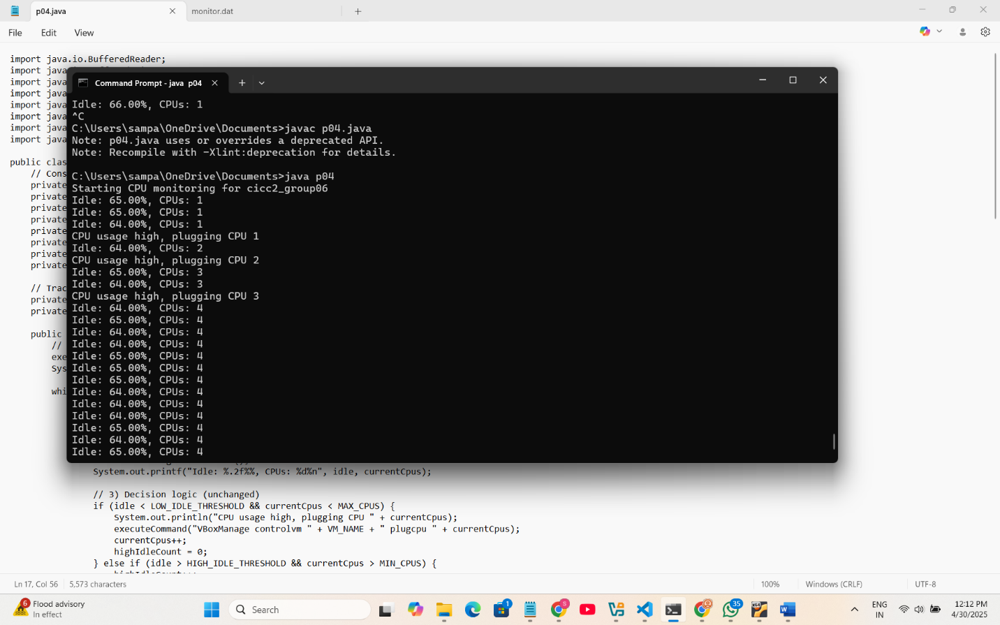 p04.java
monitor.dat
File Edit View
import java.io.BufferedReader;
import java
import java
import java
import java
import java
import java
import java
public clas
// Cons
private
private
private
private
private
private
private
private
// Trac
private
private
public
//
exe
Sys
whi
Command Prompt - java p04
Idle: 66.00%, CPUs: 1
^C
C:\Users\sampa\OneDrive\Documents>javac p04.java
Note: p04.java uses or overrides a deprecated API.
Note: Recompile with -Xlint:deprecation for details.
C:\Users\sampa\OneDrive\Documents>java p04
Starting CPU monitoring for cicc2_group06
Idle: 65.00%, CPUs: 1
Idle: 65.00%, CPUs: 1
Idle: 64.00%, CPUs: 1
CPU usage high, plugging CPU 1
Idle: 64.00%, CPUs: 2
CPU usage high, plugging CPU 2
Idle: 65.00%, CPUs: 3
Idle: 64.00%, CPUs: 3
CPU usage high, plugging CPU 3
Idle: 64.00%, CPUs: 4
Idle: 65.00%, CPUs: 4
Idle: 64.00%, CPUs: 4
Idle: 64.00%, CPUs: 4
Idle: 65.00%, CPUs: 4
Idle: 65.00%, CPUs: 4
Idle: 65.00%, CPUs: 4
Idle: 64.00%, CPUs: 4
Idle: 64.00%, CPUs: 4
Idle: 64.00%, CPUs: 4
Idle: 65.00%, CPUs: 4
Idle: 64.00%, CPUs: 4
Idle: 65.00%, CPUs: 4
System.out.printf("Idle: %.2f%%, CPUs: %d%n", idle, currentCpus);
// 3) Decision logic (unchanged)
if (idle < LOW_IDLE_THRESHOLD && currentCpus < MAX_CPUS) {
System.out.println("CPU usage high, plugging CPU " + currentCpus);
executeCommand("VBoxManage controlvm " + VM_NAME + " plugcpu " + currentCpus);
currentCpus++;
highIdleCount = 0;
} else if (idle > HIGH_IDLE_THRESHOLD && currentCpus > MIN_CPUS) {
Ln 17, Col 56 5,573 characters 100% Windows (CRLF) UTF-8
6
Flood advisory
In effect
Search
1
S
35
W
ENG
IN
12:12 PM
4/30/2025